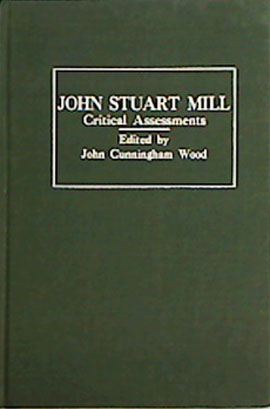 JOHN STUART MILL
Critical Assessments
Edited by
John Cunningham Wood